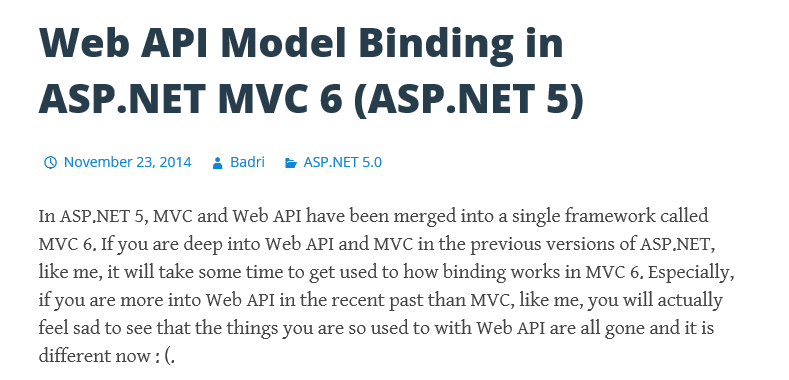 Web API Model Binding in
ASP.NET MVC 6 (ASP.NET 5)
November 23, 2014 Badri ASP.NET 5.0
In ASP.NET 5, MVC and Web API have been merged into a single framework called
MVC 6. If you are deep into Web API and MVC in the previous versions of ASP.NET,
like me, it will take some time to get used to how binding works in MVC 6. Especially,
if you are more into Web API in the recent past than MVC, like me, you will actually
feel sad to see that the things you are so used to with Web API are all gone and it is
different now : (.